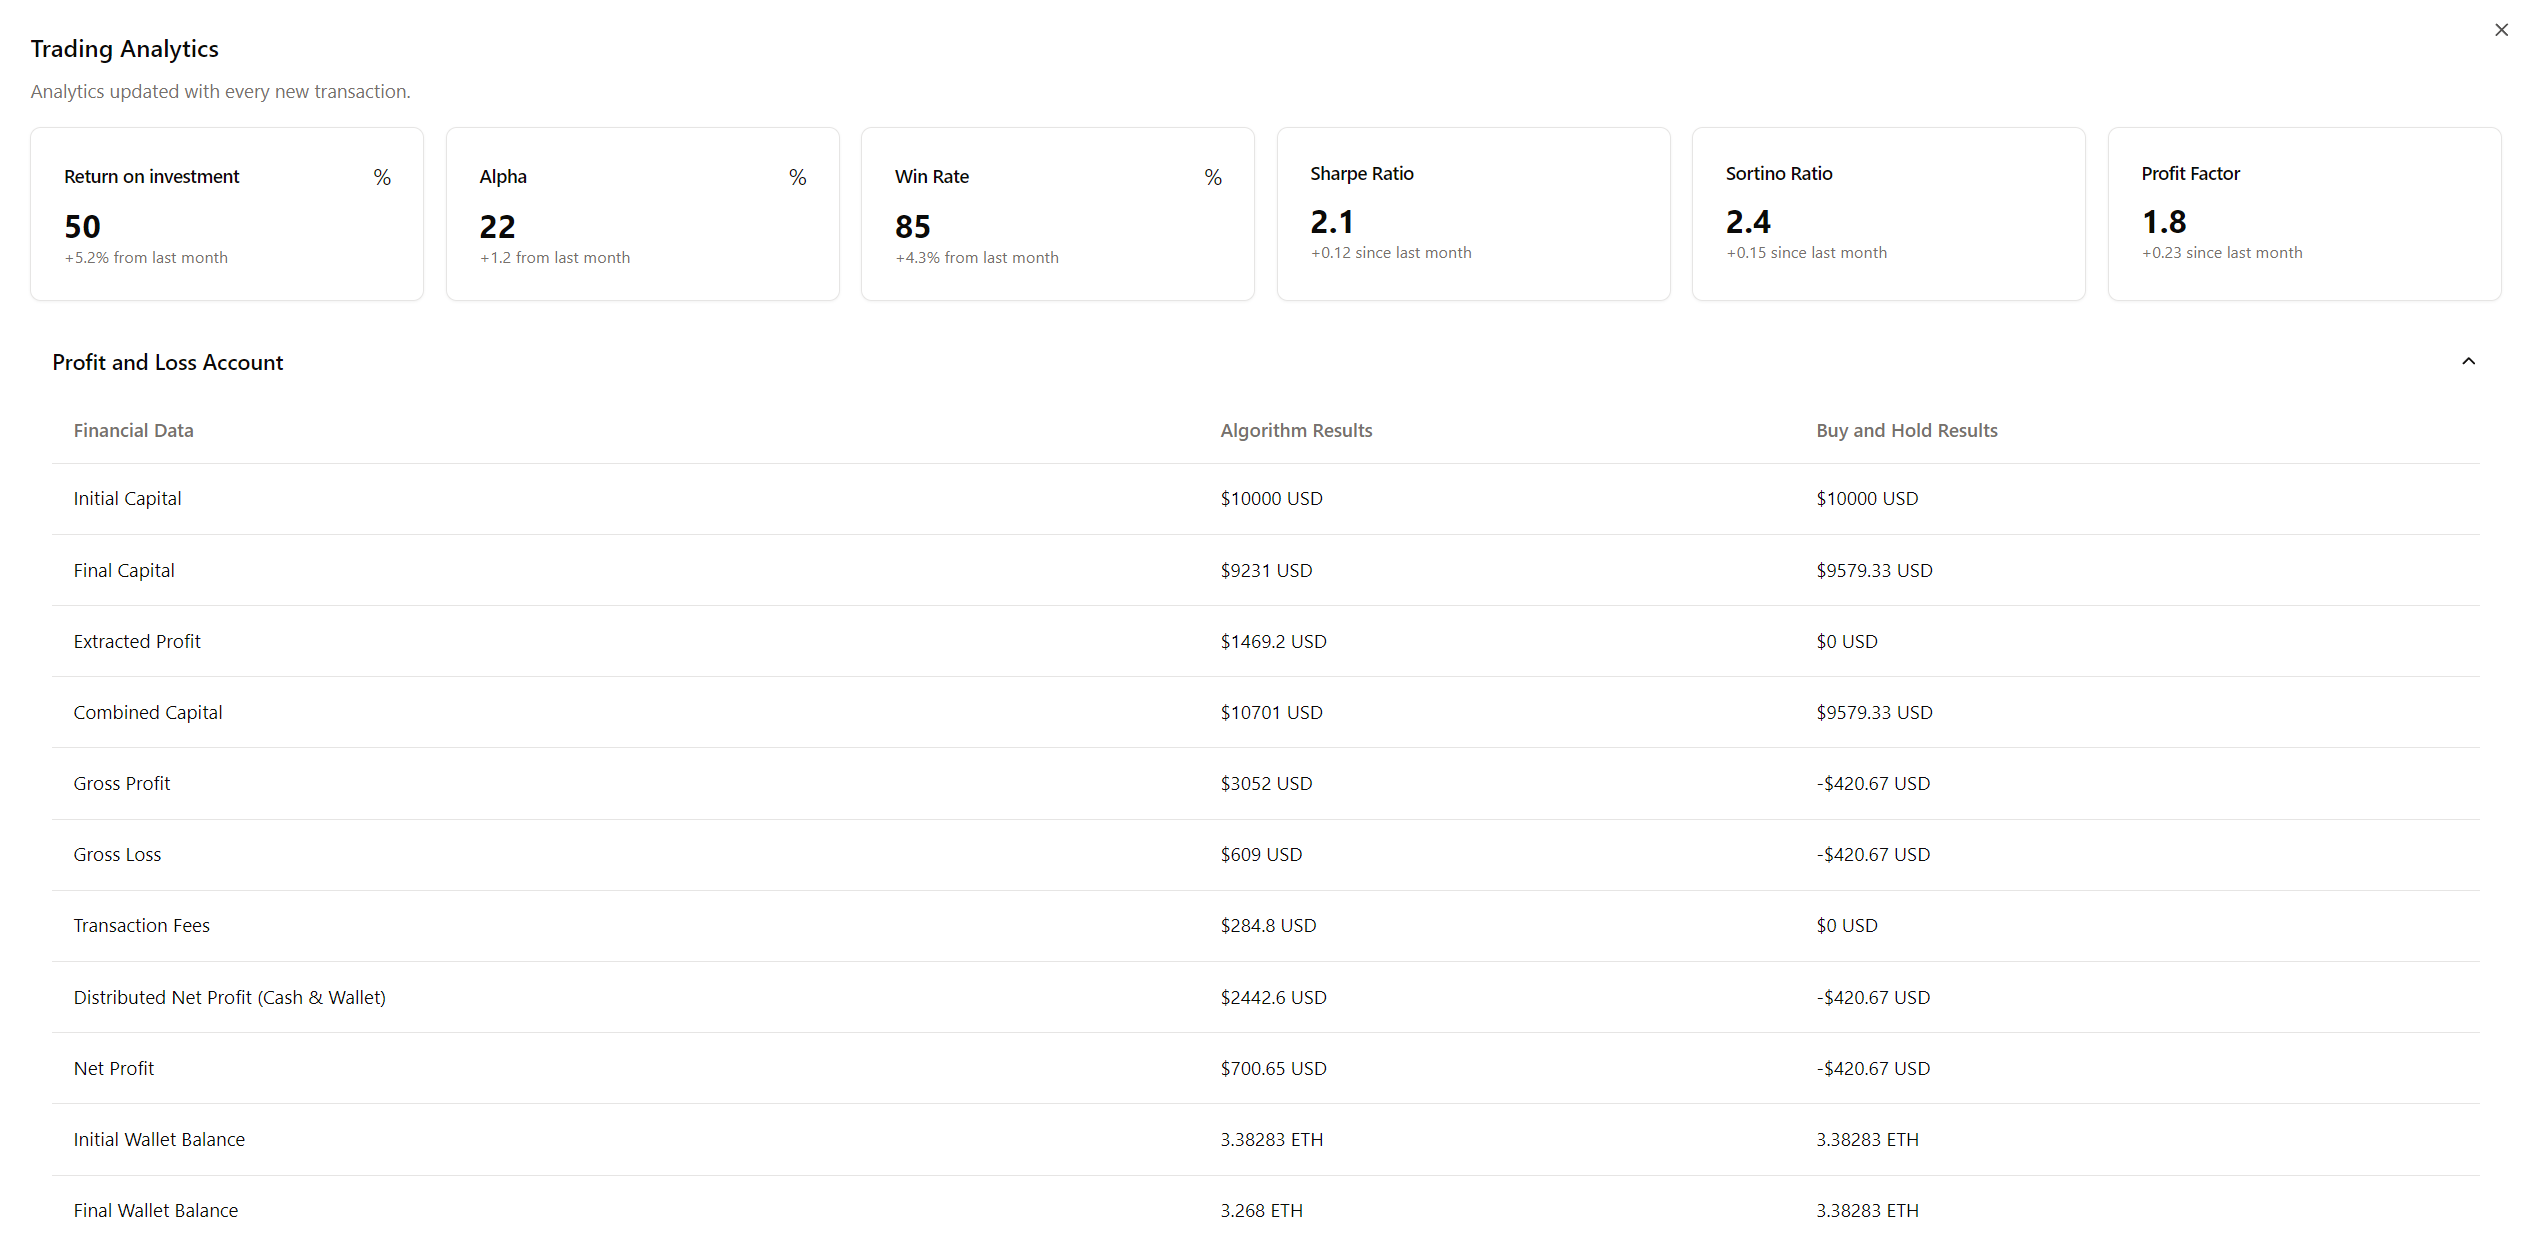 Trading Analytics
Analytics updated with every new transaction.
Return on investment %
50
+5.2% from last month
Alpha %
22
+1.2 from last month
Win Rate %
85
+4.3% from last month
Sharpe Ratio
2.1
+0.12 since last month
Sortino Ratio
2.4
+0.15 since last month
Profit Factor
1.8
+0.23 since last month
Profit and Loss Account
Financial Data Algorithm Results Buy and Hold Results
Initial Capital $10000 USD $10000 USD
Final Capital $9231 USD $9579.33 USD
Extracted Profit $1469.2 USD $0 USD
Combined Capital $10701 USD $9579.33 USD
Gross Profit $3052 USD -$420.67 USD
Gross Loss $609 USD -$420.67 USD
Transaction Fees $284.8 USD $0 USD
Distributed Net Profit (Cash & Wallet) $2442.6 USD -$420.67 USD
Net Profit $700.65 USD -$420.67 USD
Initial Wallet Balance 3.38283 ETH 3.38283 ETH
Final Wallet Balance 3.268 ETH 3.38283 ETH